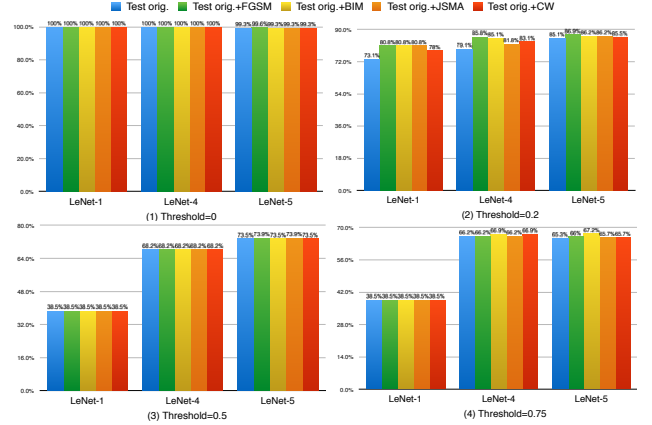 Test orig. Test orig.+FGSM Test orig.+BIM Test orig.+JSMA Test orig.+CW
100.0%
80.0%
60.0%
40.0%
20.0%
0.0%
100% 100% 100% 100% 100%
100% 100% 100% 100% 100%
99.3% 99.6% 99.3% 99.3% 99.3%
LeNet-1 LeNet-4 LeNet-5
(1) Threshold=0
90.0%
72.0%
54.0%
36.0%
18.0%
0.0%
73.1% 80.8% 80.8% 80.8% 78%
79.1% 85.8% 85.1% 81.8% 83.1%
85.1% 86.9% 86.2% 86.2% 85.5%
LeNet-1 LeNet-4 LeNet-5
(2) Threshold=0.2
80.0%
64.0%
48.0%
32.0%
16.0%
0.0%
38.5% 38.5% 38.5% 38.5% 38.5%
68.2% 68.2% 68.2% 68.2% 68.2%
73.5% 73.9% 73.5% 73.9% 73.5%
LeNet-1 LeNet-4 LeNet-5
(3) Threshold=0.5
70.0%
56.0%
42.0%
28.0%
14.0%
0.0%
38.5% 38.5% 38.5% 38.5% 38.5%
66.2% 66.2% 66.9% 66.2% 66.9%
65.3% 66% 67.2% 65.7% 65.7%
LeNet-1 LeNet-4 LeNet-5
(4) Threshold=0.75